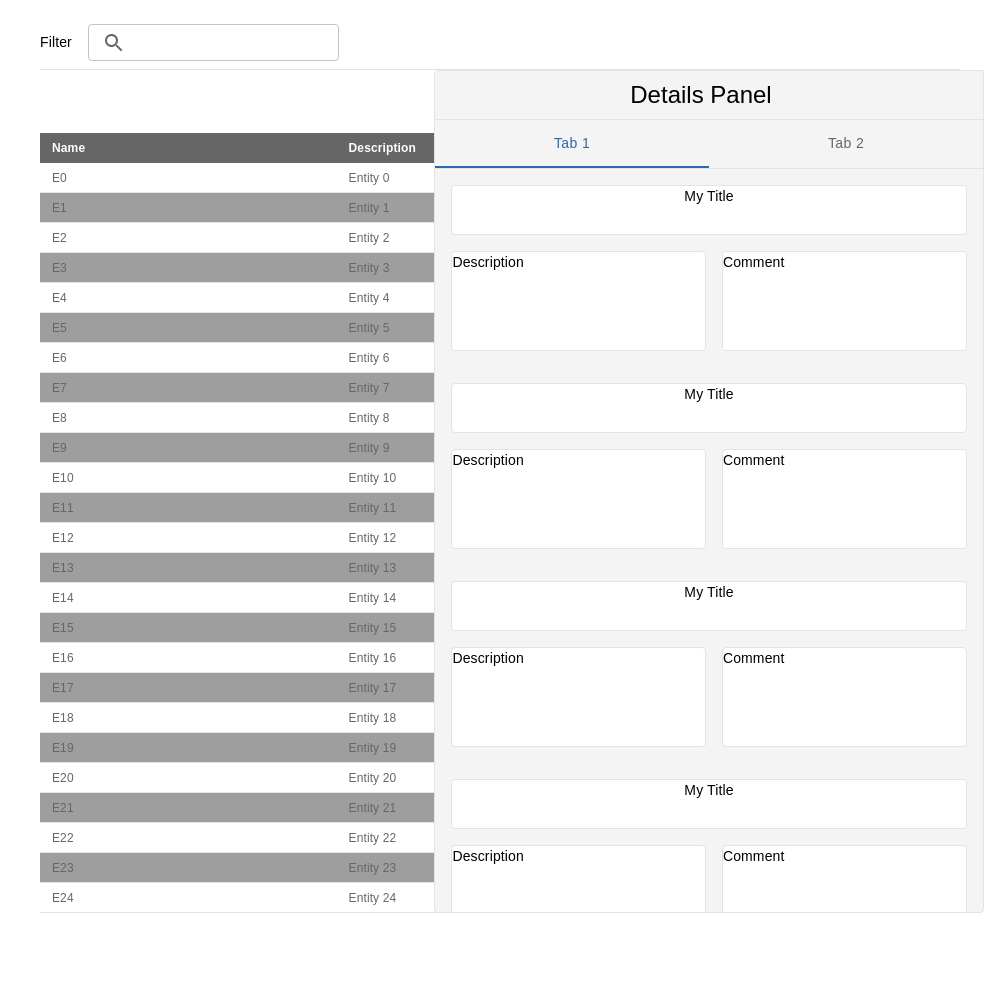 Filter
Name Description
E0 Entity 0
E1 Entity 1
E2 Entity 2
E3 Entity 3
E4 Entity 4
E5 Entity 5
E6 Entity 6
E7 Entity 7
E8 Entity 8
E9 Entity 9
E10 Entity 10
E11 Entity 11
E12 Entity 12
E13 Entity 13
E14 Entity 14
E15 Entity 15
E16 Entity 16
E17 Entity 17
E18 Entity 18
E19 Entity 19
E20 Entity 20
E21 Entity 21
E22 Entity 22
E23 Entity 23
E24 Entity 24
Details Panel
Tab 1 Tab 2
My Title
Description Comment
My Title
Description Comment
My Title
Description Comment
My Title
Description Comment